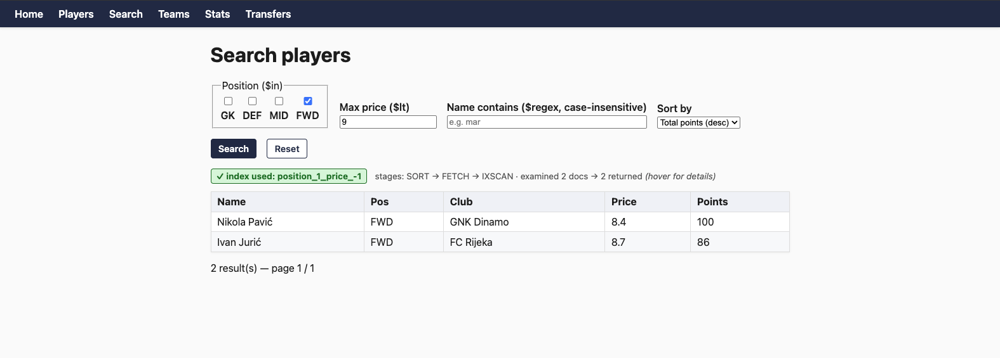 Home Players Search Teams Stats Transfers
Search players
Position ($in)
GK DEF MID FWD
Max price ($lt)
9
Name contains ($regex, case-insensitive)
e.g. mar
Sort by
Total points (desc)
Search Reset
✓ index used: position_1_price_-1 stages: SORT → FETCH → IXSCAN · examined 2 docs → 2 returned (hover for details)
Name Pos Club Price Points
Nikola Pavić FWD GNK Dinamo 8.4 100
Ivan Jurić FWD FC Rijeka 8.7 86
2 result(s) — page 1 / 1